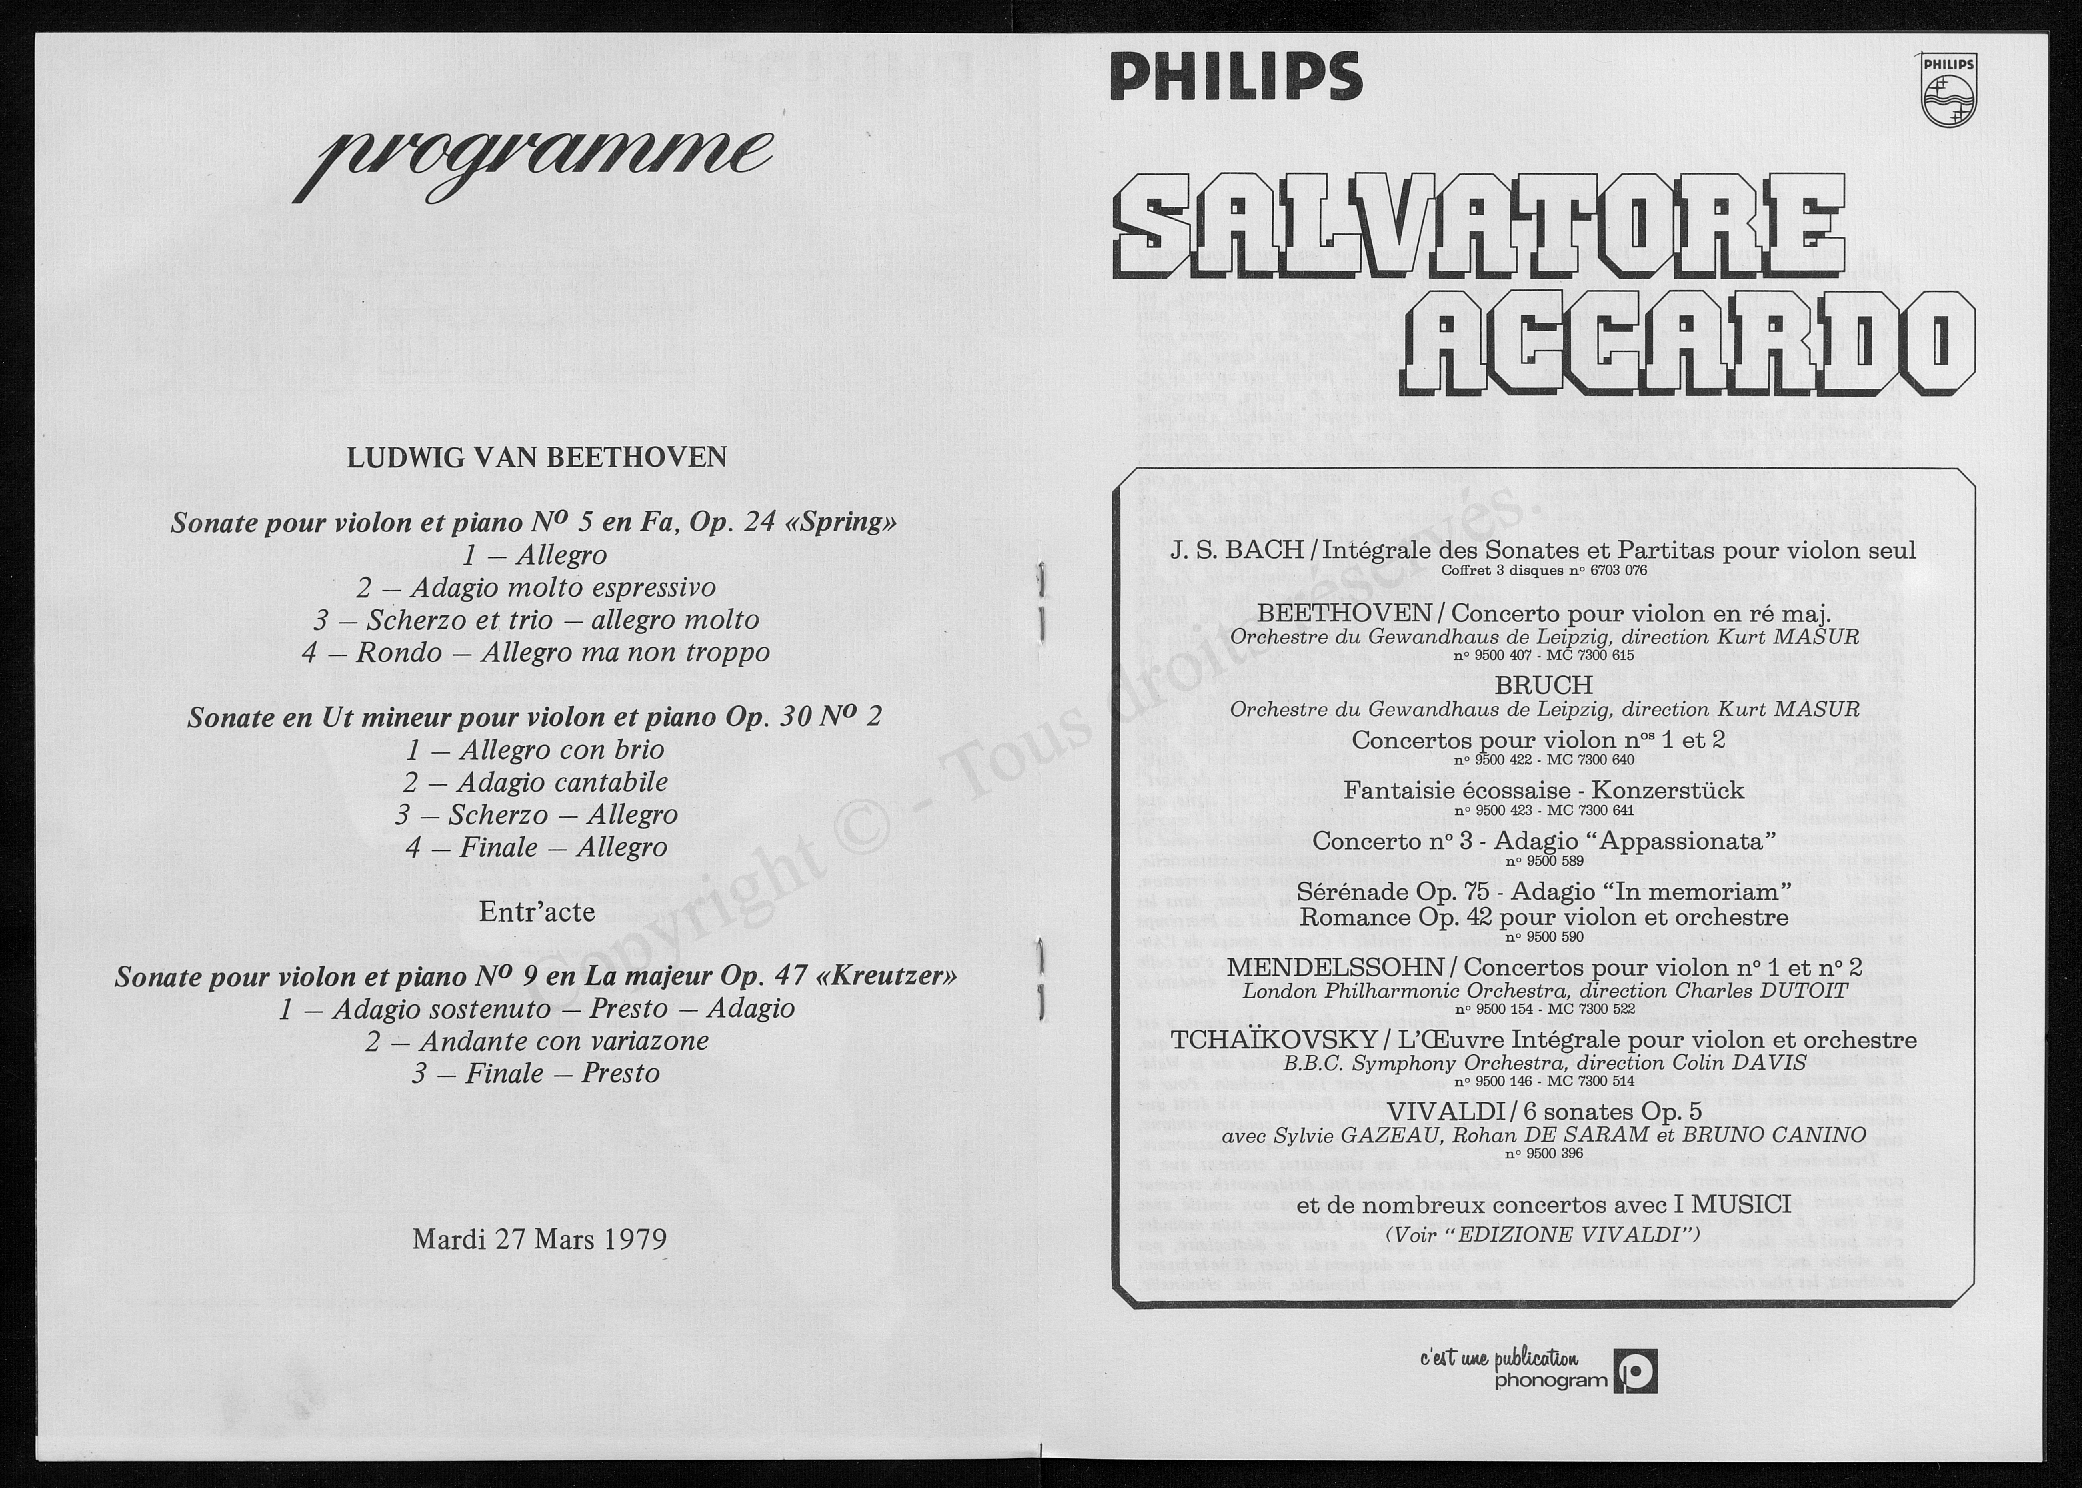 programme
LUDWIG VAN BEETHOVEN
Sonate pour violon et piano Nº 5 en Fa, Op. 24 «Spring»
1 – Allegro
2 – Adagio molto espressivo
3 – Scherzo et trio – allegro molto
4 – Rondo – Allegro ma non troppo
Sonate en Ut mineur pour violon et piano Op. 30 Nº 2
1 – Allegro con brio
2 – Adagio cantabile
3 – Scherzo – Allegro
4 – Finale – Allegro
Entr'acte
Sonate pour violon et piano Nº 9 en La majeur Op. 47 «Kreutzer»
1 – Adagio sostenuto – Presto – Adagio
2 – Andante con variazone
3 – Finale – Presto
Mardi 27 Mars 1979
Copyright © - Tous droits réservés.
PHILIPS
PHILIPS
SALVATORE
ACCARDO
J. S. BACH / Intégrale des Sonates et Partitas pour violon seul
Coffret 3 disques nº 6703 076
BEETHOVEN / Concerto pour violon en ré maj.
Orchestre du Gewandhaus de Leipzig, direction Kurt MASUR
nº 9500 407 - MC 7300 615
BRUCH
Orchestre du Gewandhaus de Leipzig, direction Kurt MASUR
Concertos pour violon nos 1 et 2
nº 9500 422 - MC 7300 640
Fantaisie écossaise - Konzerstück
nº 9500 423 - MC 7300 641
Concerto nº 3 - Adagio “Appassionata”
nº 9500 589
Sérénade Op. 75 - Adagio “In memoriam”
Romance Op. 42 pour violon et orchestre
nº 9500 590
MENDELSSOHN / Concertos pour violon nº 1 et nº 2
London Philharmonic Orchestra, direction Charles DUTOIT
nº 9500 154 - MC 7300 522
TCHAÏKOVSKY / L'Œuvre Intégrale pour violon et orchestre
B.B.C. Symphony Orchestra, direction Colin DAVIS
nº 9500 146 - MC 7300 514
VIVALDI / 6 sonates Op. 5
avec Sylvie GAZEAU, Rohan DE SARAM et BRUNO CANINO
nº 9500 396
et de nombreux concertos avec I MUSICI
(Voir “EDIZIONE VIVALDI”)
c'est une publication
phonogram